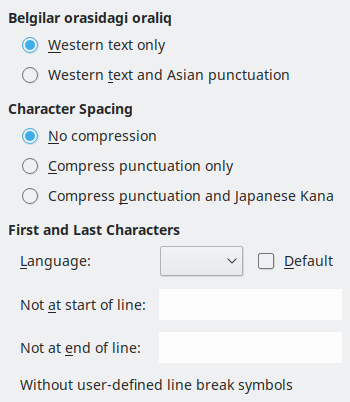 Belgilar orasidagi oraliq
Western text only
Western text and Asian punctuation
Character Spacing
No compression
Compress punctuation only
Compress punctuation and Japanese Kana
First and Last Characters
Language:
Default
Not at start of line:
Not at end of line:
Without user-defined line break symbols